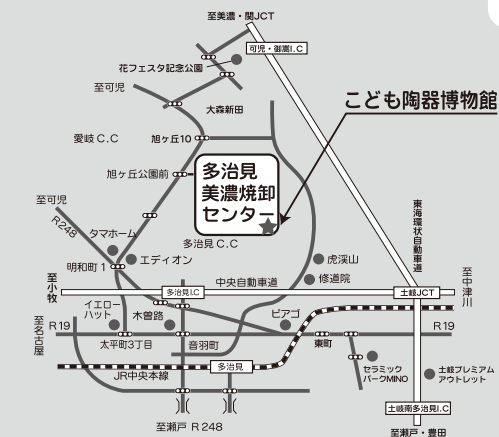 至美濃・関JCT
可児・御嵩I.C
花フェスタ記念公園
至可児
大森新田
こども陶器博物館
愛岐C.C
旭ヶ丘10
旭ヶ丘公園前
多治見
美濃焼卸
センター
至可児
R248
タマホーム
多治見C.C
エディオン
明和町1
虎渓山
修道院
東海環状自動車道
至小牧
中央自動車道
多治見I.C
土岐JCT
至中津川
イエロー
ハット
木曽路
ピアゴ
至名古屋
R19
R19
太平町3丁目
音羽町
東町
JR中央本線
多治見
セラミック
パークMINO
土岐プレミアム
アウトレット
土岐南多治見I.C
至瀬戸 R248
至瀬戸・豊田